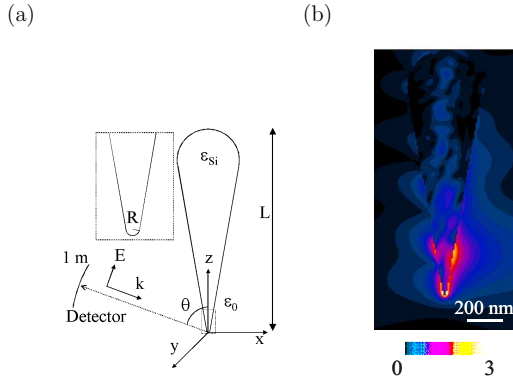 (a)
(b)
ε_Si
R
L
E
1 m
k
z
θ
ε_0
Detector
x
y
200 nm
0 3